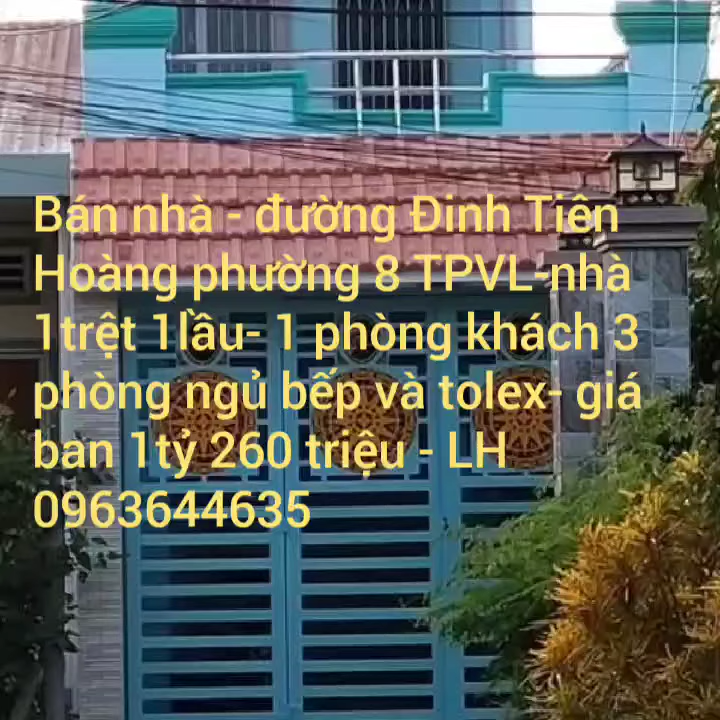 Bán nhà - đường Đinh Tiên
Hoàng phường 8 TPVL-nhà
1trệt 1lầu- 1 phòng khách 3
phòng ngủ bếp và tolex- giá
ban 1tỷ 260 triệu - LH
0963644635